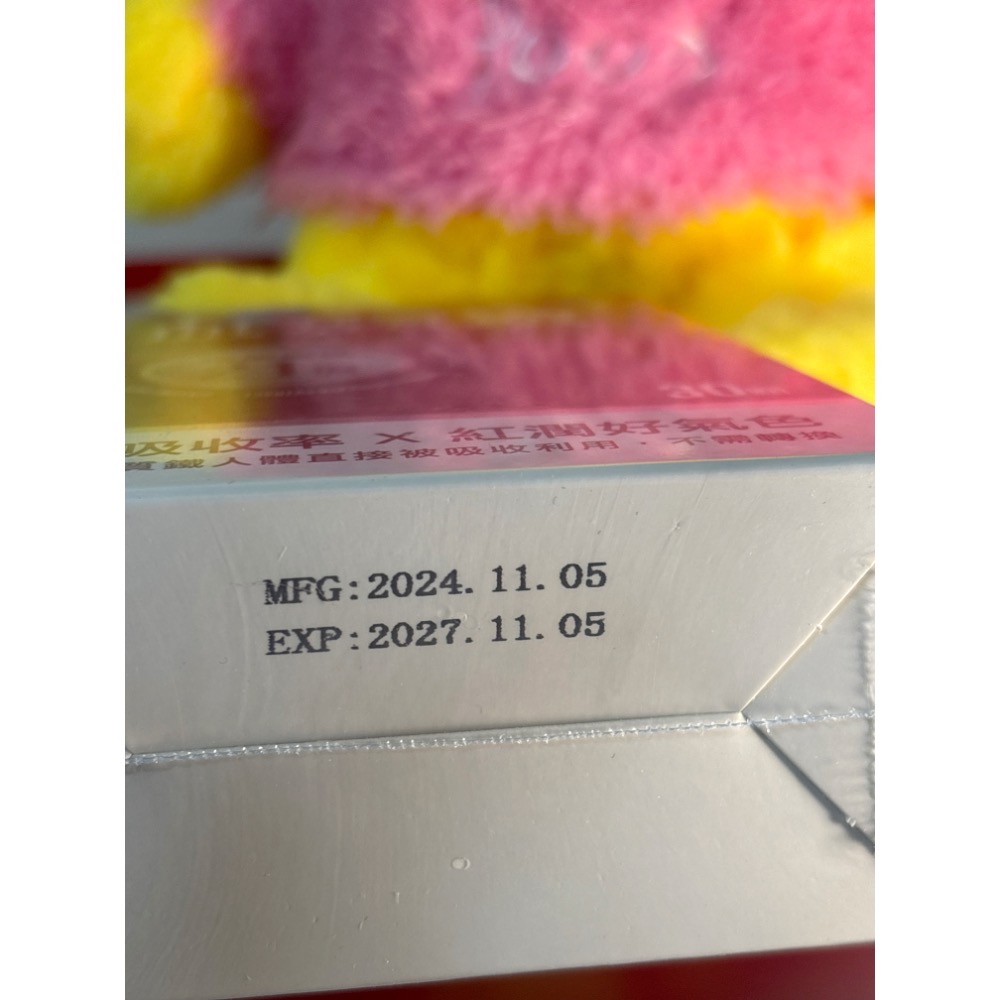 30
吸收率 X 紅潤好氣色
質鐵人體直接被吸收利用，不需轉換
MFG:2024.11.05
EXP:2027.11.05